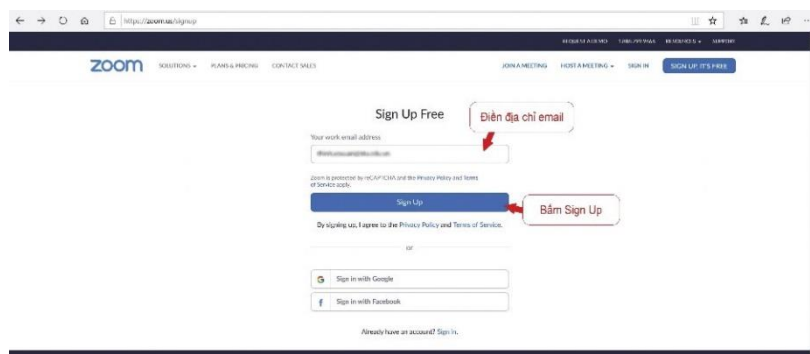 https://zoom.us/signup
REQUEST A DEMO 1.888.799.9666 RESOURCES SUPPORT
zoom SOLUTIONS PLANS & PRICING CONTACT SALES JOIN A MEETING HOST A MEETING SIGN IN SIGN UP, IT'S FREE
Sign Up Free
Điền địa chỉ email
Your work email address
Zoom is protected by reCAPTCHA and the Privacy Policy and Terms
of Service apply.
Sign Up
Bấm Sign Up
By signing up, I agree to the Privacy Policy and Terms of Service.
or
G Sign in with Google
f Sign in with Facebook
Already have an account? Sign in.